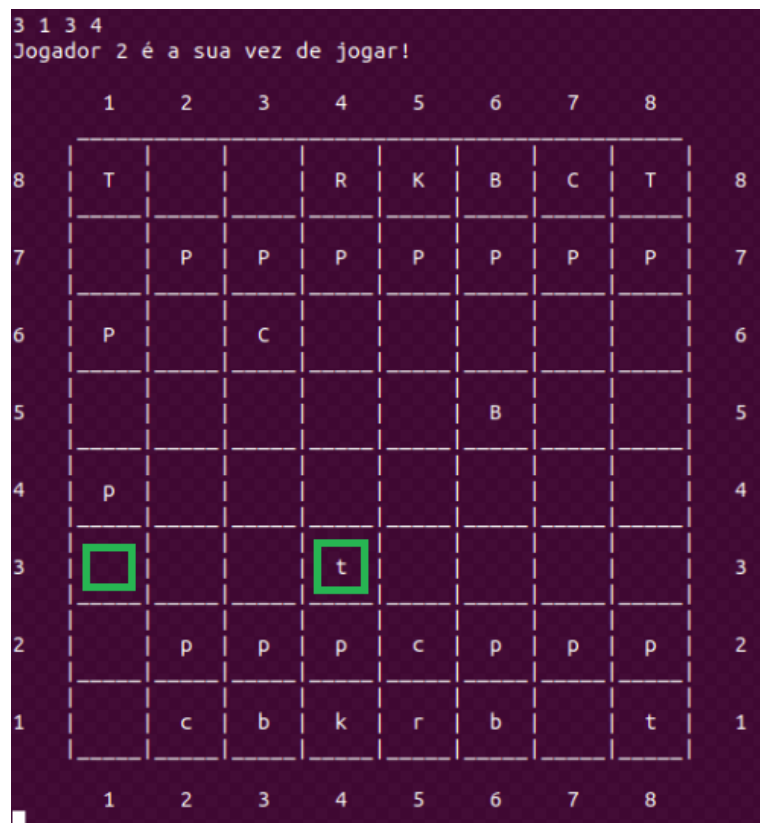 3 1 3 4
Jogador 2 é a sua vez de jogar!
1 2 3 4 5 6 7 8
8 T R K B C T 8
7 P P P P P P P 7
6 P C 6
5 B 5
4 p 4
3 t 3
2 p p p c p p p 2
1 c b k r b t 1
1 2 3 4 5 6 7 8